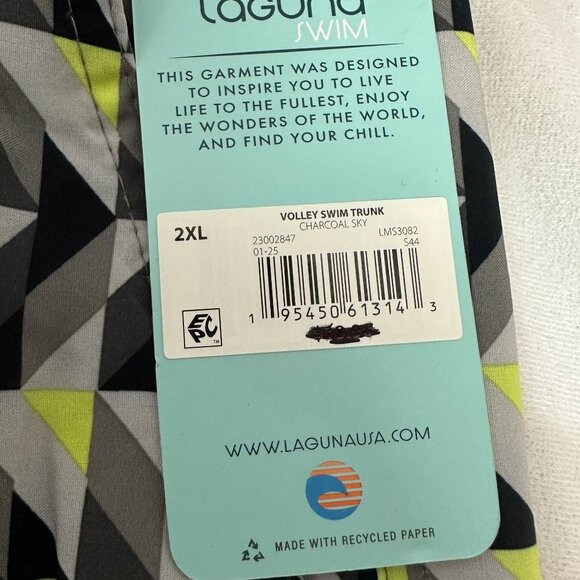 Laguna
SWIM
THIS GARMENT WAS DESIGNED
TO INSPIRE YOU TO LIVE
LIFE TO THE FULLEST, ENJOY
THE WONDERS OF THE WORLD,
AND FIND YOUR CHILL.
2XL
VOLLEY SWIM TRUNK
CHARCOAL SKY
23002847 LMS3082
01-25 S44
1 95450 61314 3
EPC TM
WWW.LAGUNAUSA.COM
MADE WITH RECYCLED PAPER